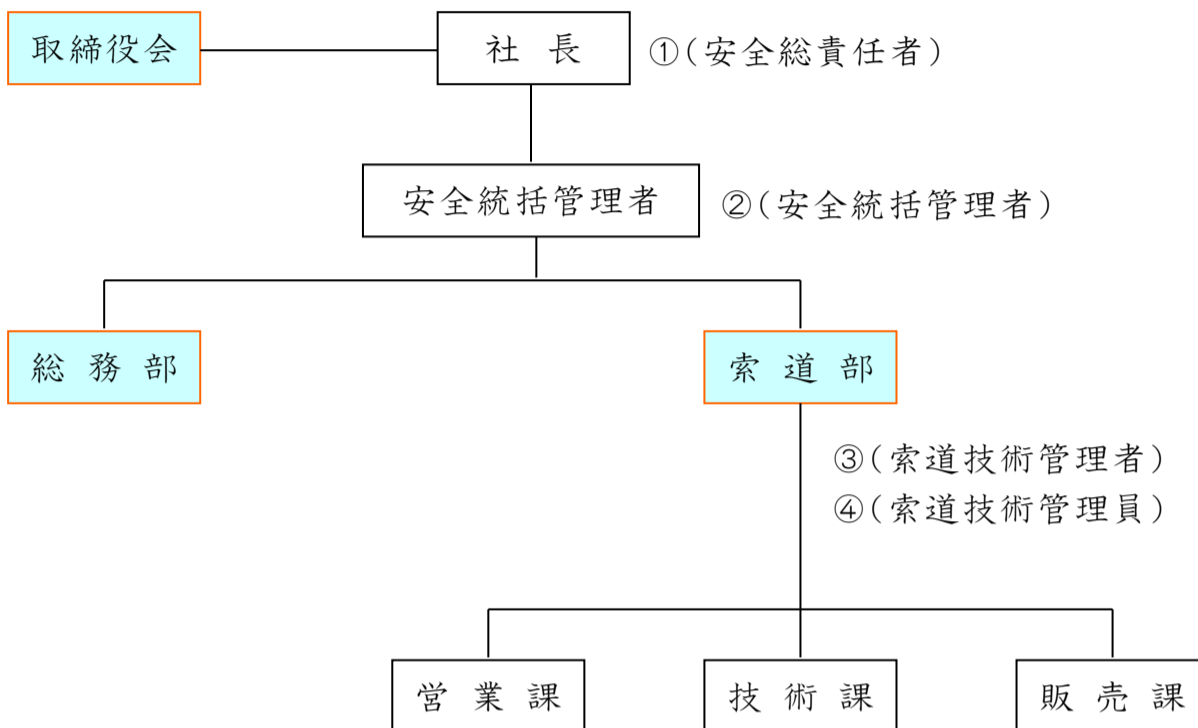 取締役会
社長
①(安全総責任者)
安全統括管理者
②(安全統括管理者)
総務部
索道部
③(索道技術管理者)
④(索道技術管理員)
営業課
技術課
販売課